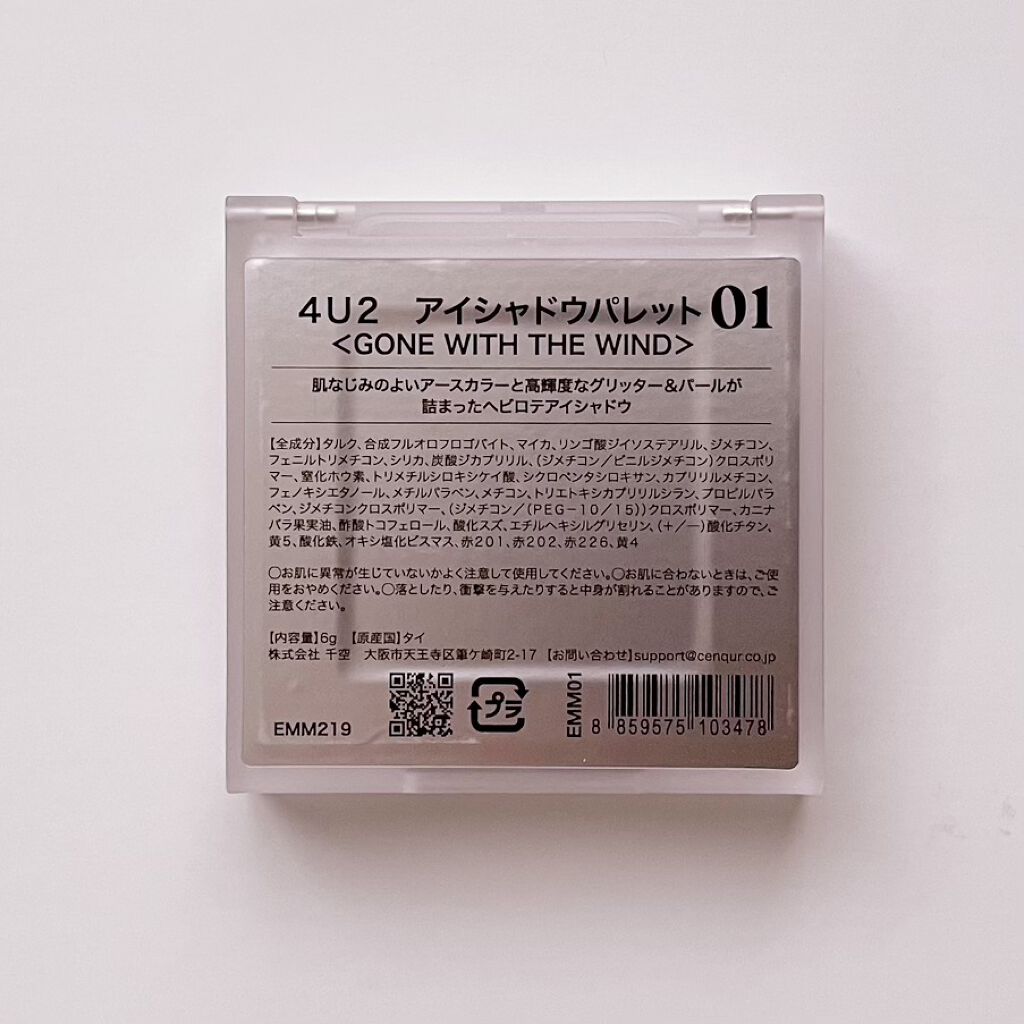 4U2 アイシャドウパレット 01
<GONE WITH THE WIND>
肌なじみのよいアースカラーと高輝度なグリッター&パールが
詰まったヘビロテアイシャドウ
【全成分】タルク、合成フルオロフロゴパイト、マイカ、リンゴ酸ジイソステアリル、ジメチコン、
フェニルトリメチコン、シリカ、炭酸ジカプリリル、(ジメチコン/ビニルジメチコン)クロスポリ
マー、窒化ホウ素、トリメチルシロキシケイ酸、シクロペンタシロキサン、カプリリルメチコン、
フェノキシエタノール、メチルパラベン、メチコン、トリエトキシカプリリルシラン、プロピルパラ
ベン、ジメチコンクロスポリマー、(ジメチコン/(PEG-10/15))クロスポリマー、カニナ
バラ果実油、酢酸トコフェロール、酸化スズ、エチルヘキシルグリセリン、(+/−)酸化チタン、
黄5、酸化鉄、オキシ塩化ビスマス、赤201、赤202、赤226、黄4
○お肌に異常が生じていないかよく注意して使用してください。○お肌に合わないときは、ご使
用をおやめください。○落としたり、衝撃を与えたりすると中身が割れることがありますので、ご
注意ください。
【内容量】6g 【原産国】タイ
株式会社 千空 大阪市天王寺区筆ケ崎町2-17 【お問い合わせ】support@cenqur.co.jp
EMM219
プラ
EMM01
8 859575 103478